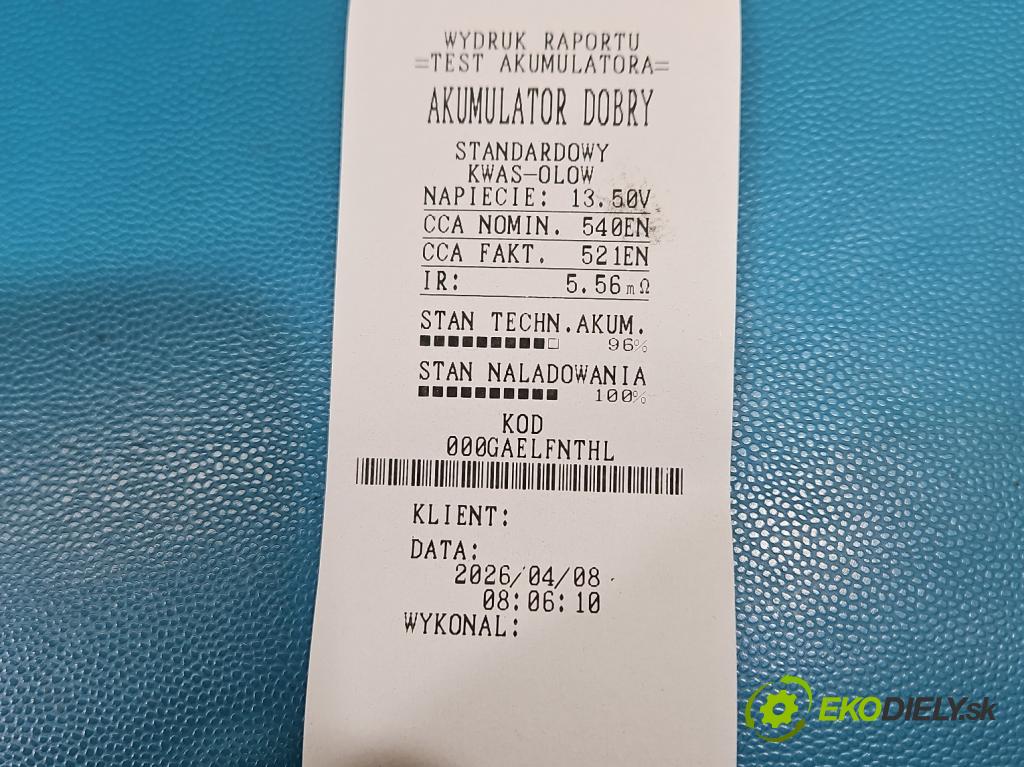 WYDRUK RAPORTU
=TEST AKUMULATORA=
AKUMULATOR DOBRY
STANDARDOWY
KWAS-OLOW
NAPIECIE: 13.50V
CCA NOMIN. 540EN
CCA FAKT. 521EN
IR: 5.56mΩ
STAN TECHN.AKUM.
96%
STAN NALADOWANIA
100%
KOD
000GAELFNTHL
KLIENT:
DATA:
2026/04/08
08:06:10
WYKONAL:
EKODIELY.sk